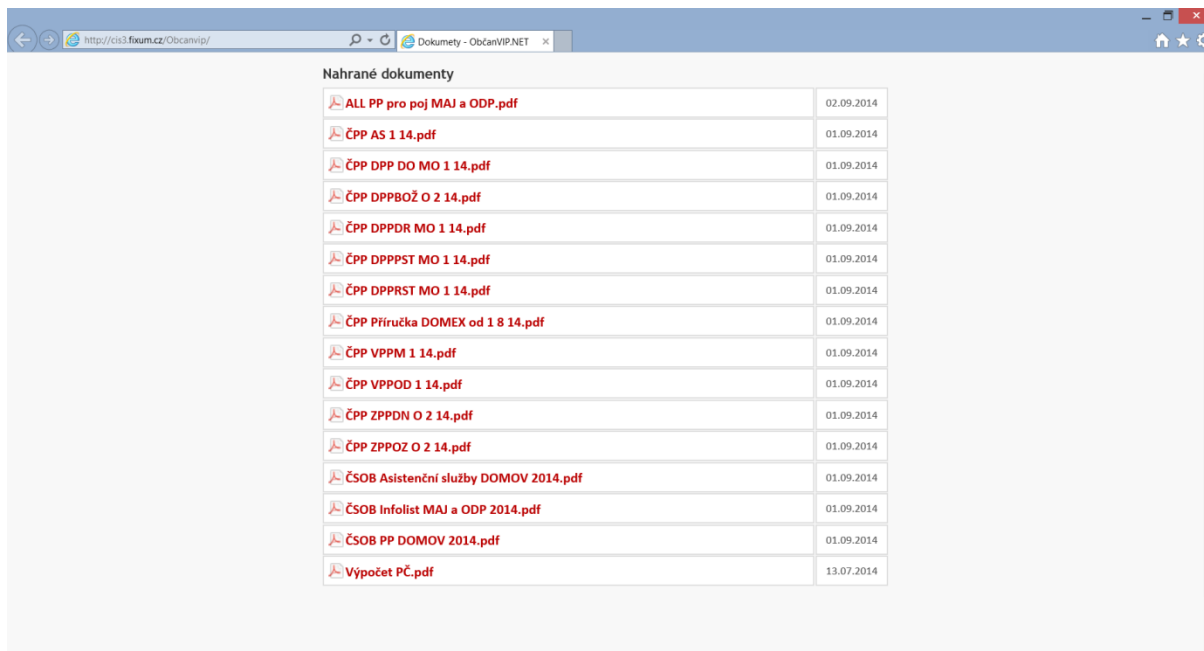 http://cis3.fixum.cz/Obcanvip/
Dokumety - ObčanVIP.NET
Nahrané dokumenty
ALL PP pro poj MAJ a ODP.pdf 02.09.2014
ČPP AS 1 14.pdf 01.09.2014
ČPP DPP DO MO 1 14.pdf 01.09.2014
ČPP DPPBOŽ O 2 14.pdf 01.09.2014
ČPP DPPDR MO 1 14.pdf 01.09.2014
ČPP DPPPST MO 1 14.pdf 01.09.2014
ČPP DPPRST MO 1 14.pdf 01.09.2014
ČPP Příručka DOMEX od 1 8 14.pdf 01.09.2014
ČPP VPPM 1 14.pdf 01.09.2014
ČPP VPPOD 1 14.pdf 01.09.2014
ČPP ZPPDN O 2 14.pdf 01.09.2014
ČPP ZPPOZ O 2 14.pdf 01.09.2014
ČSOB Asistenční služby DOMOV 2014.pdf 01.09.2014
ČSOB Infolist MAJ a ODP 2014.pdf 01.09.2014
ČSOB PP DOMOV 2014.pdf 01.09.2014
Výpočet PČ.pdf 13.07.2014